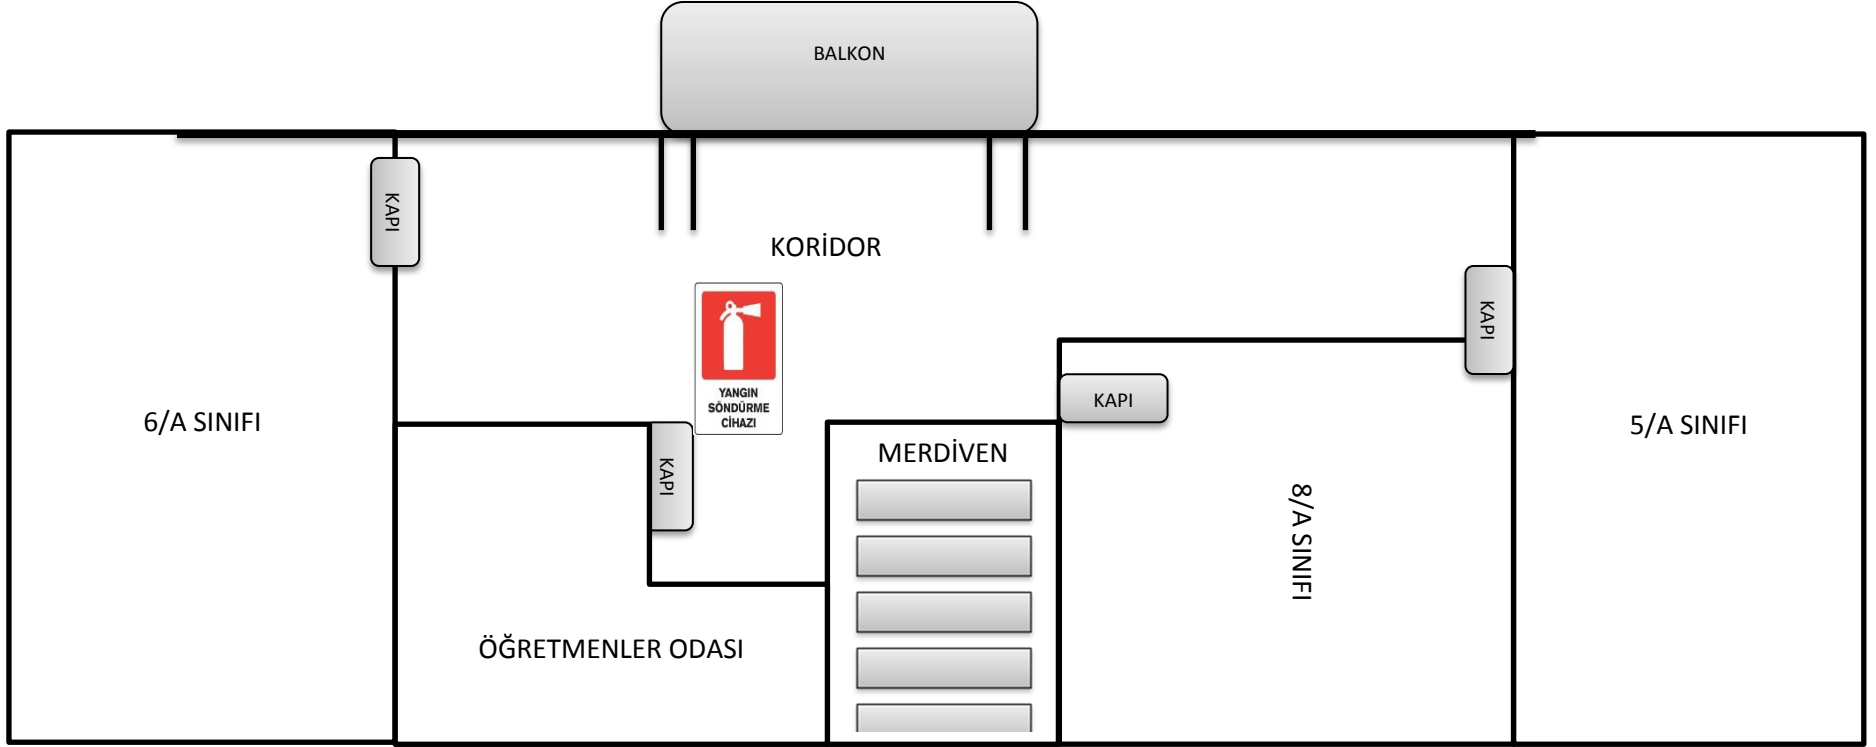 BALKON
KAPI
KORİDOR
YANGIN
SÖNDÜRME
CİHAZI
KAPI
KAPI
6/A SINIFI
5/A SINIFI
MERDİVEN
KAPI
8/A SINIFI
ÖĞRETMENLER ODASI